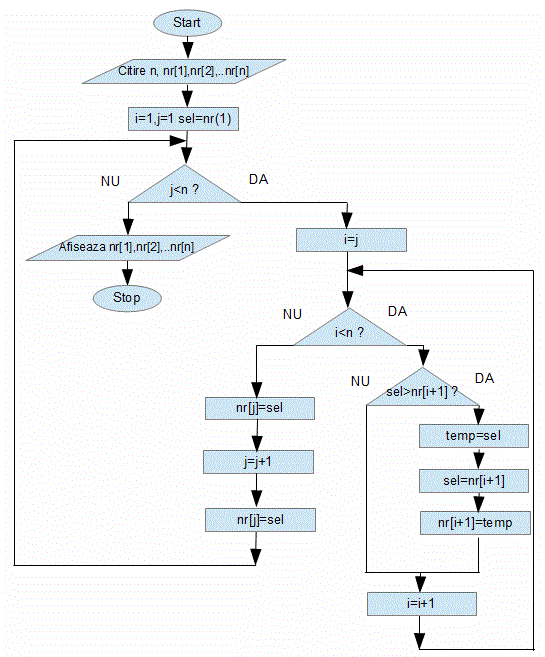 Start
Citire n, nr[1],nr[2],..nr[n]
i=1,j=1 sel=nr(1)
NU
DA
j<n ?
Afiseaza nr[1],nr[2],..nr[n]
i=j
Stop
NU
DA
i<n ?
NU
DA
sel>nr[i+1] ?
nr[j]=sel
temp=sel
j=j+1
sel=nr[i+1]
nr[j]=sel
nr[i+1]=temp
i=i+1